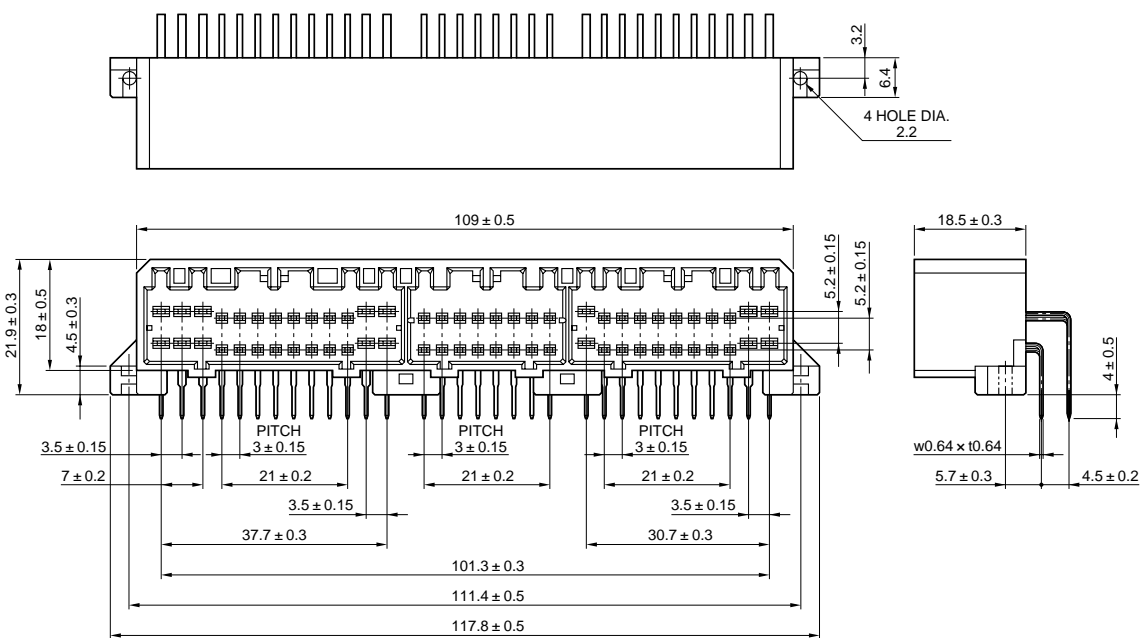 3.2
6.4
4 HOLE DIA.
2.2
109 ± 0.5
18.5 ± 0.3
21.9 ± 0.3
18 ± 0.5
4.5 ± 0.3
5.2 ± 0.15
5.2 ± 0.15
4 ± 0.5
PITCH
PITCH
PITCH
3.5 ± 0.15
3 ± 0.15
3 ± 0.15
3 ± 0.15
w0.64 × t0.64
7 ± 0.2
21 ± 0.2
21 ± 0.2
21 ± 0.2
5.7 ± 0.3
4.5 ± 0.2
3.5 ± 0.15
3.5 ± 0.15
37.7 ± 0.3
30.7 ± 0.3
101.3 ± 0.3
111.4 ± 0.5
117.8 ± 0.5